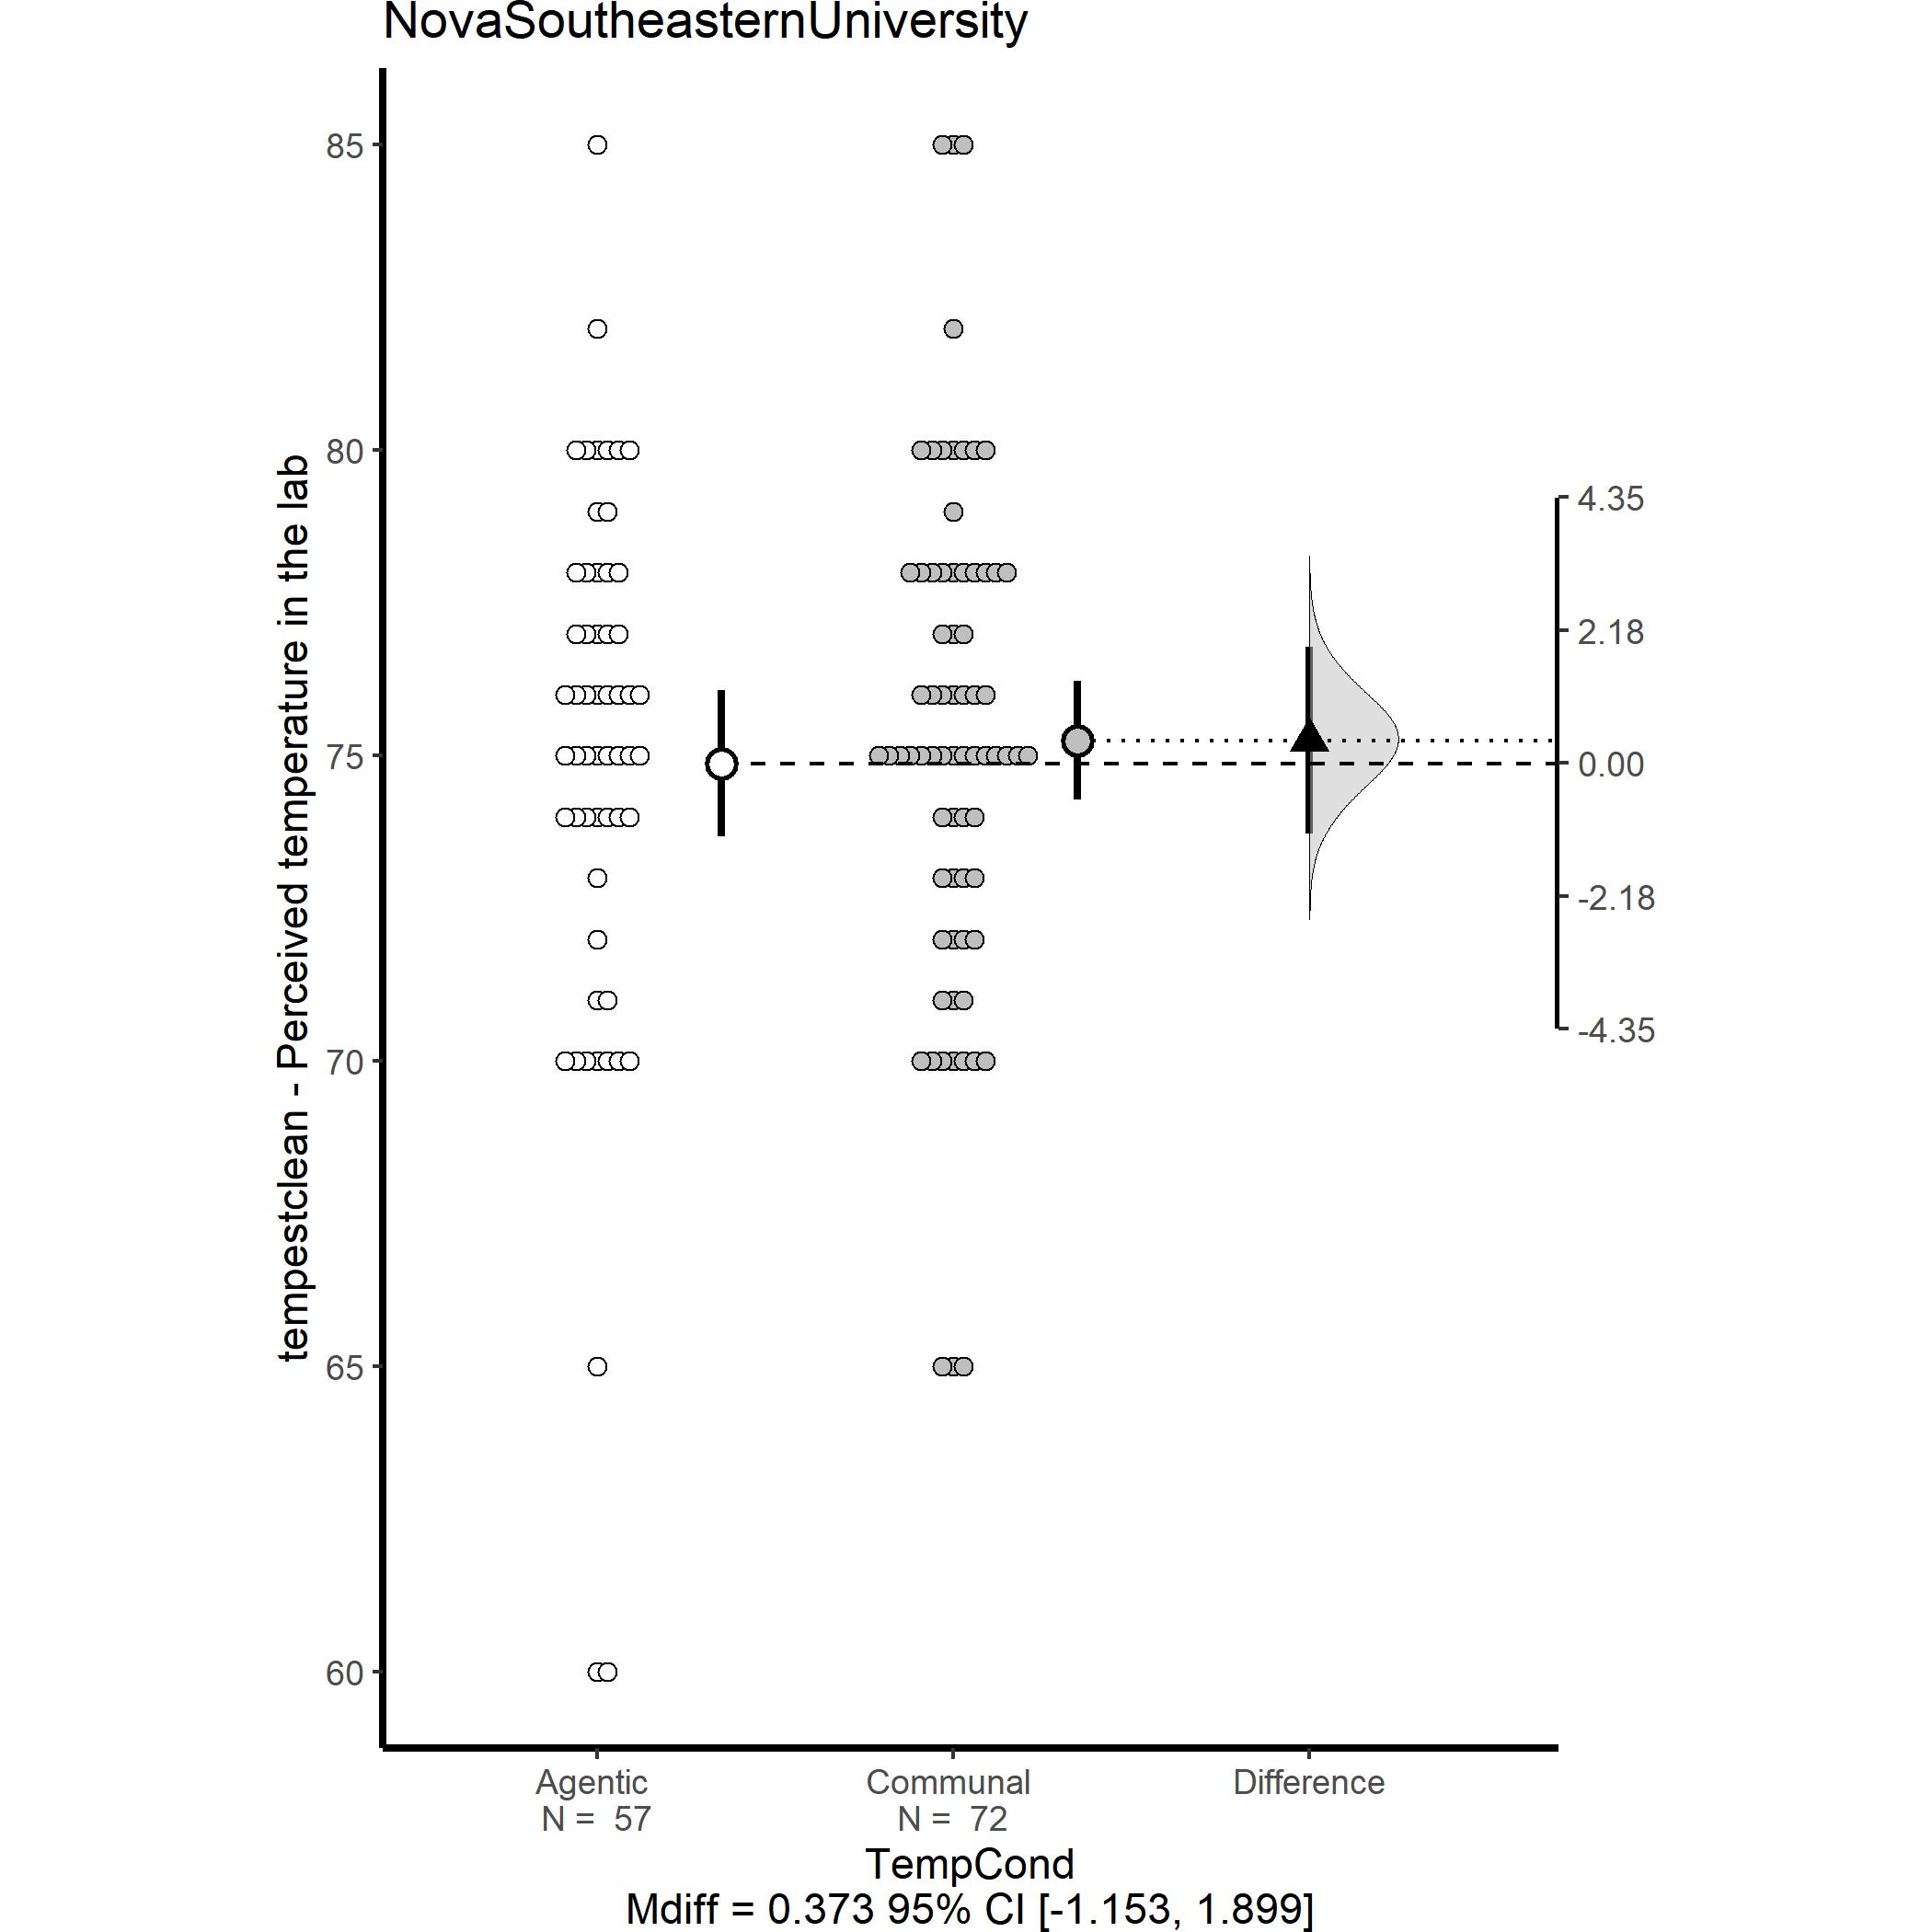 NovaSoutheasternUniversity
tempestclean - Perceived temperature in the lab
85
80
75
70
65
60
4.35
2.18
0.00
-2.18
-4.35
Agentic
N =  57
Communal
N =  72
Difference
TempCond
Mdiff = 0.373 95% CI [-1.153, 1.899]